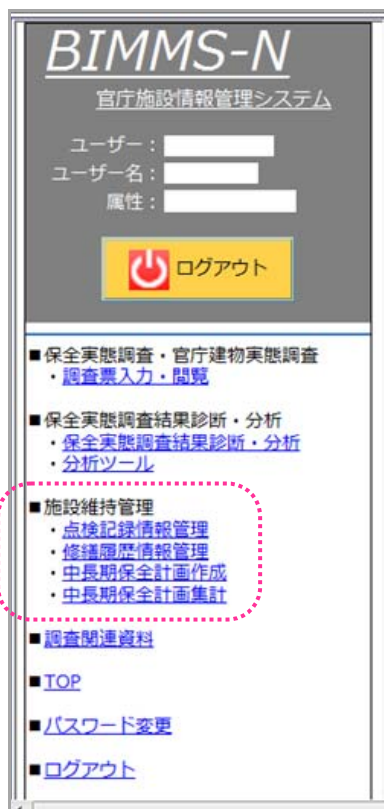 BIMMS-N
官庁施設情報管理システム
ユーザー：
ユーザー名：
属性：
ログアウト
■保全実態調査・官庁建物実態調査
・調査票入力・閲覧
■保全実態調査結果診断・分析
・保全実態調査結果診断・分析
・分析ツール
■施設維持管理
・点検記録情報管理
・修繕履歴情報管理
・中長期保全計画作成
・中長期保全計画集計
■調査関連資料
■TOP
■パスワード変更
■ログアウト